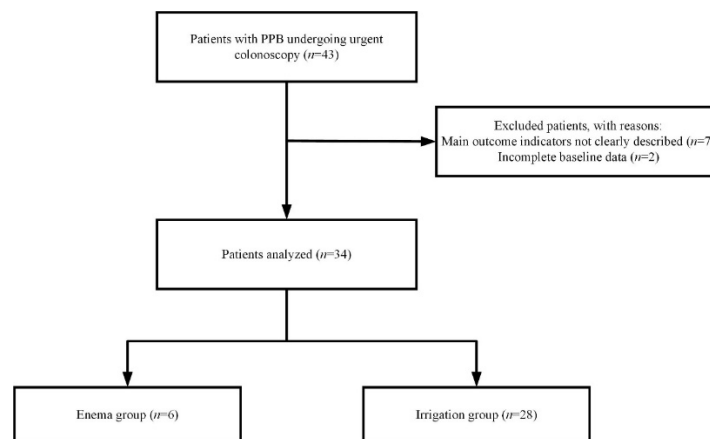 Patients with PPB undergoing urgent
colonoscopy (n=43)
Excluded patients, with reasons:
Main outcome indicators not clearly described (n=7
Incomplete baseline data (n=2)
Patients analyzed (n=34)
Enema group (n=6)
Irrigation group (n=28)